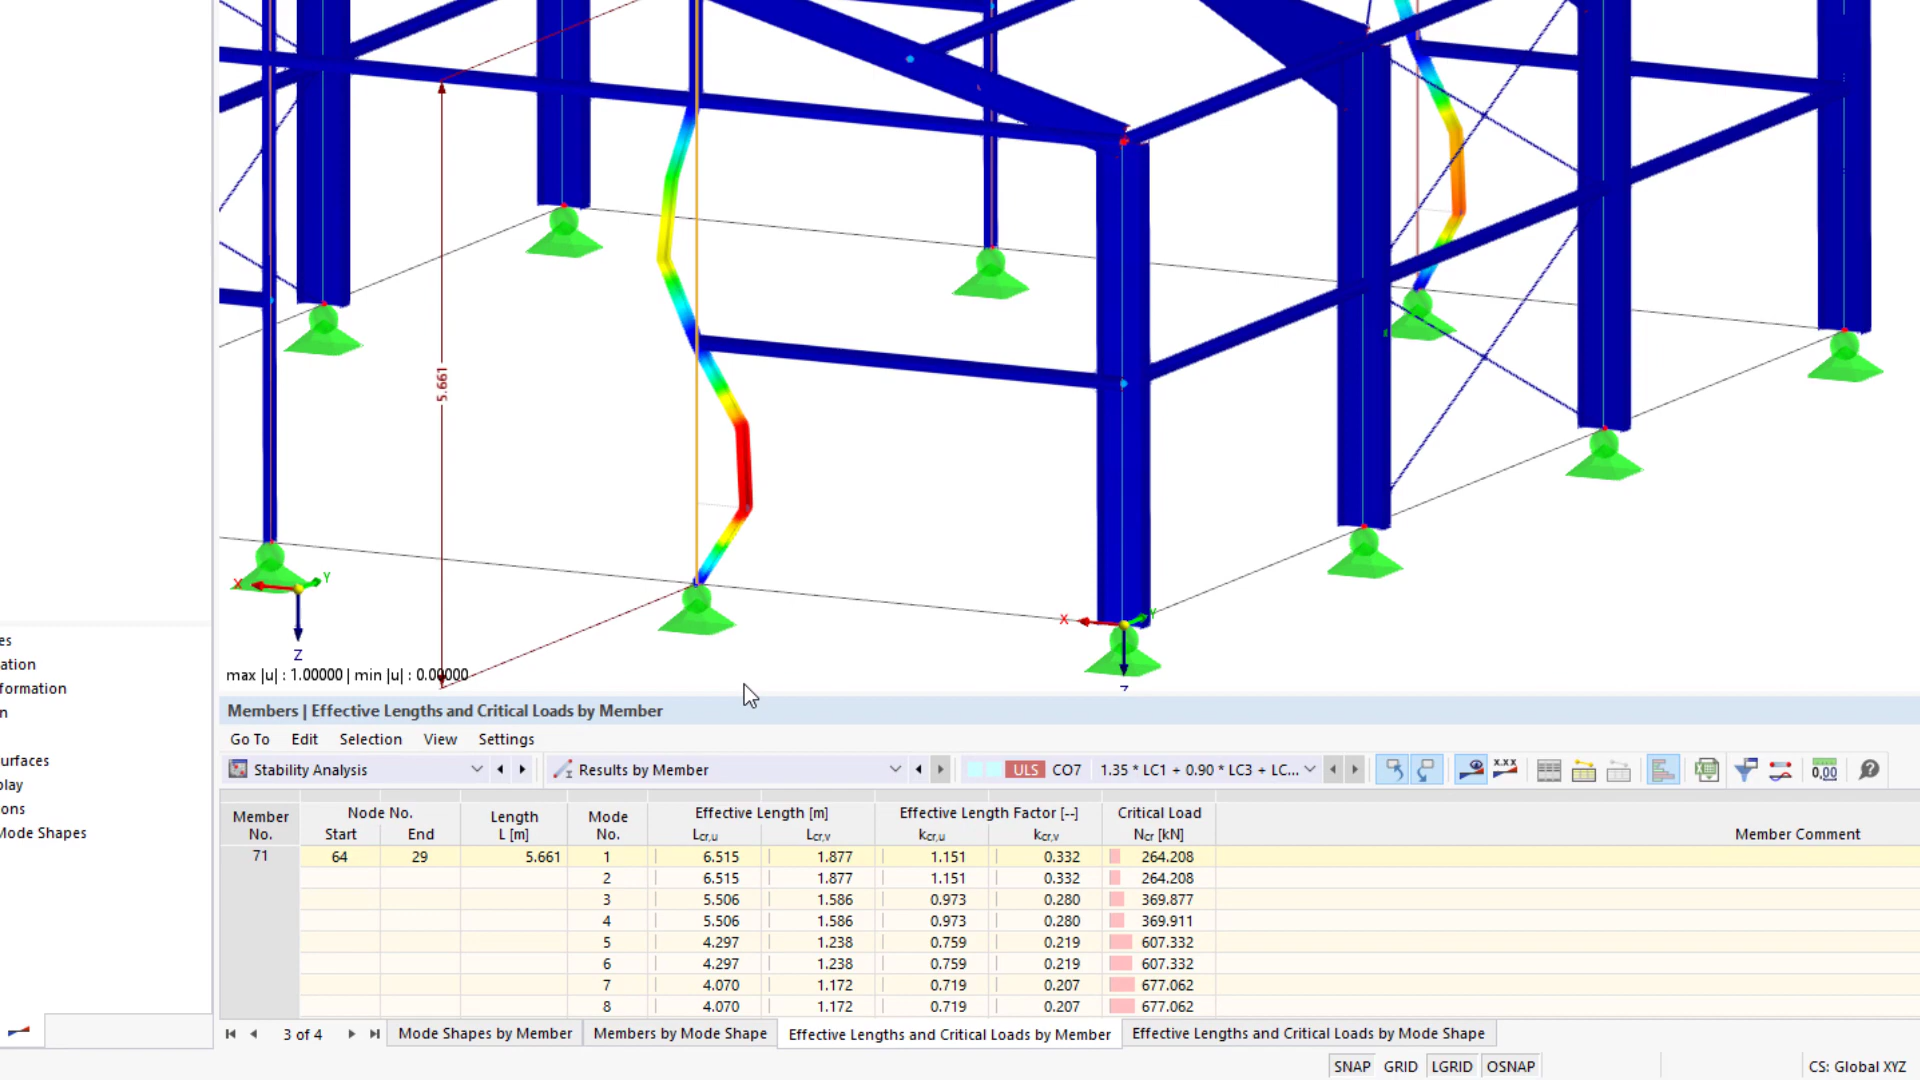 5.661
X
Y
Z
X
Y
Z
max |u| : 1.00000 | min |u| : 0.00000
es
ation
formation
n
urfaces
play
ons
Mode Shapes
Members | Effective Lengths and Critical Loads by Member
Go To Edit Selection View Settings
Stability Analysis Results by Member ULS CO7 1.35 * LC1 + 0.90 * LC3 + LC... x.xx 0,00
Member Node No. Length Mode Effective Length [m] Effective Length Factor [--] Critical Load
No. Start End L [m] No. Lcr,u Lcr,v kcr,u kcr,v Ncr [kN] Member Comment
71 64 29 5.661 1 6.515 1.877 1.151 0.332 264.208
2 6.515 1.877 1.151 0.332 264.208
3 5.506 1.586 0.973 0.280 369.877
4 5.506 1.586 0.973 0.280 369.911
5 4.297 1.238 0.759 0.219 607.332
6 4.297 1.238 0.759 0.219 607.332
7 4.070 1.172 0.719 0.207 677.062
8 4.070 1.172 0.719 0.207 677.062
3 of 4 Mode Shapes by Member Members by Mode Shape Effective Lengths and Critical Loads by Member Effective Lengths and Critical Loads by Mode Shape
SNAP GRID LGRID OSNAP CS: Global XYZ